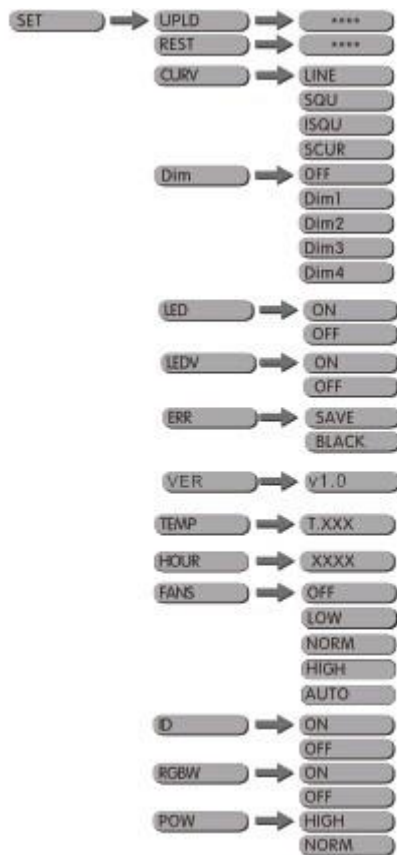 SET UPLD ****
REST ****
CURV LINE
SQU
ISQU
SCUR
Dim OFF
Dim1
Dim2
Dim3
Dim4
LED ON
OFF
LEDV ON
OFF
ERR SAVE
BLACK
VER v1.0
TEMP T.XXX
HOUR XXXX
FANS OFF
LOW
NORM
HIGH
AUTO
ID ON
OFF
RGBW ON
OFF
POW HIGH
NORM